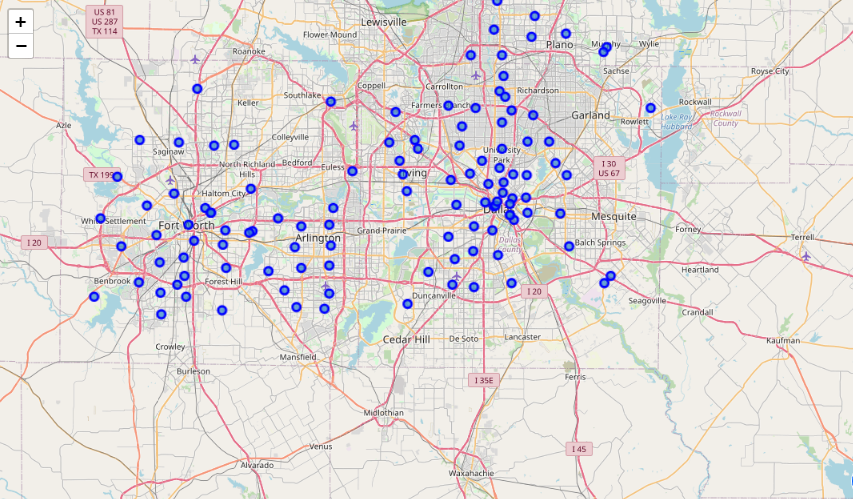 +
−
US 81
US 287
TX 114
Lewisville
Flower Mound
Roanoke
Plano
Murphy
Wylie
Sachse
Royse City
Coppell
Carrollton
Richardson
Southlake
Keller
Farmers Branch
Garland
Rowlett
Rockwall
Rockwall
County
Lake Ray
Hubbard
Azle
Colleyville
Saginaw
North Richland
Hills
Bedford
Euless
University
Park
Irving
I 30
US 67
TX 199
Haltom City
White Settlement
Fort Worth
Arlington
Grand Prairie
Dallas
Mesquite
Dallas
County
Balch Springs
Forney
Terrell
I 20
Heartland
Benbrook
Forest Hill
Duncanville
I 20
Seagoville
Crandall
Crowley
Cedar Hill
De Soto
Lancaster
Kaufman
Mansfield
Burleson
I 35E
Ferris
Midlothian
Venus
I 45
Alvarado
Waxahachie